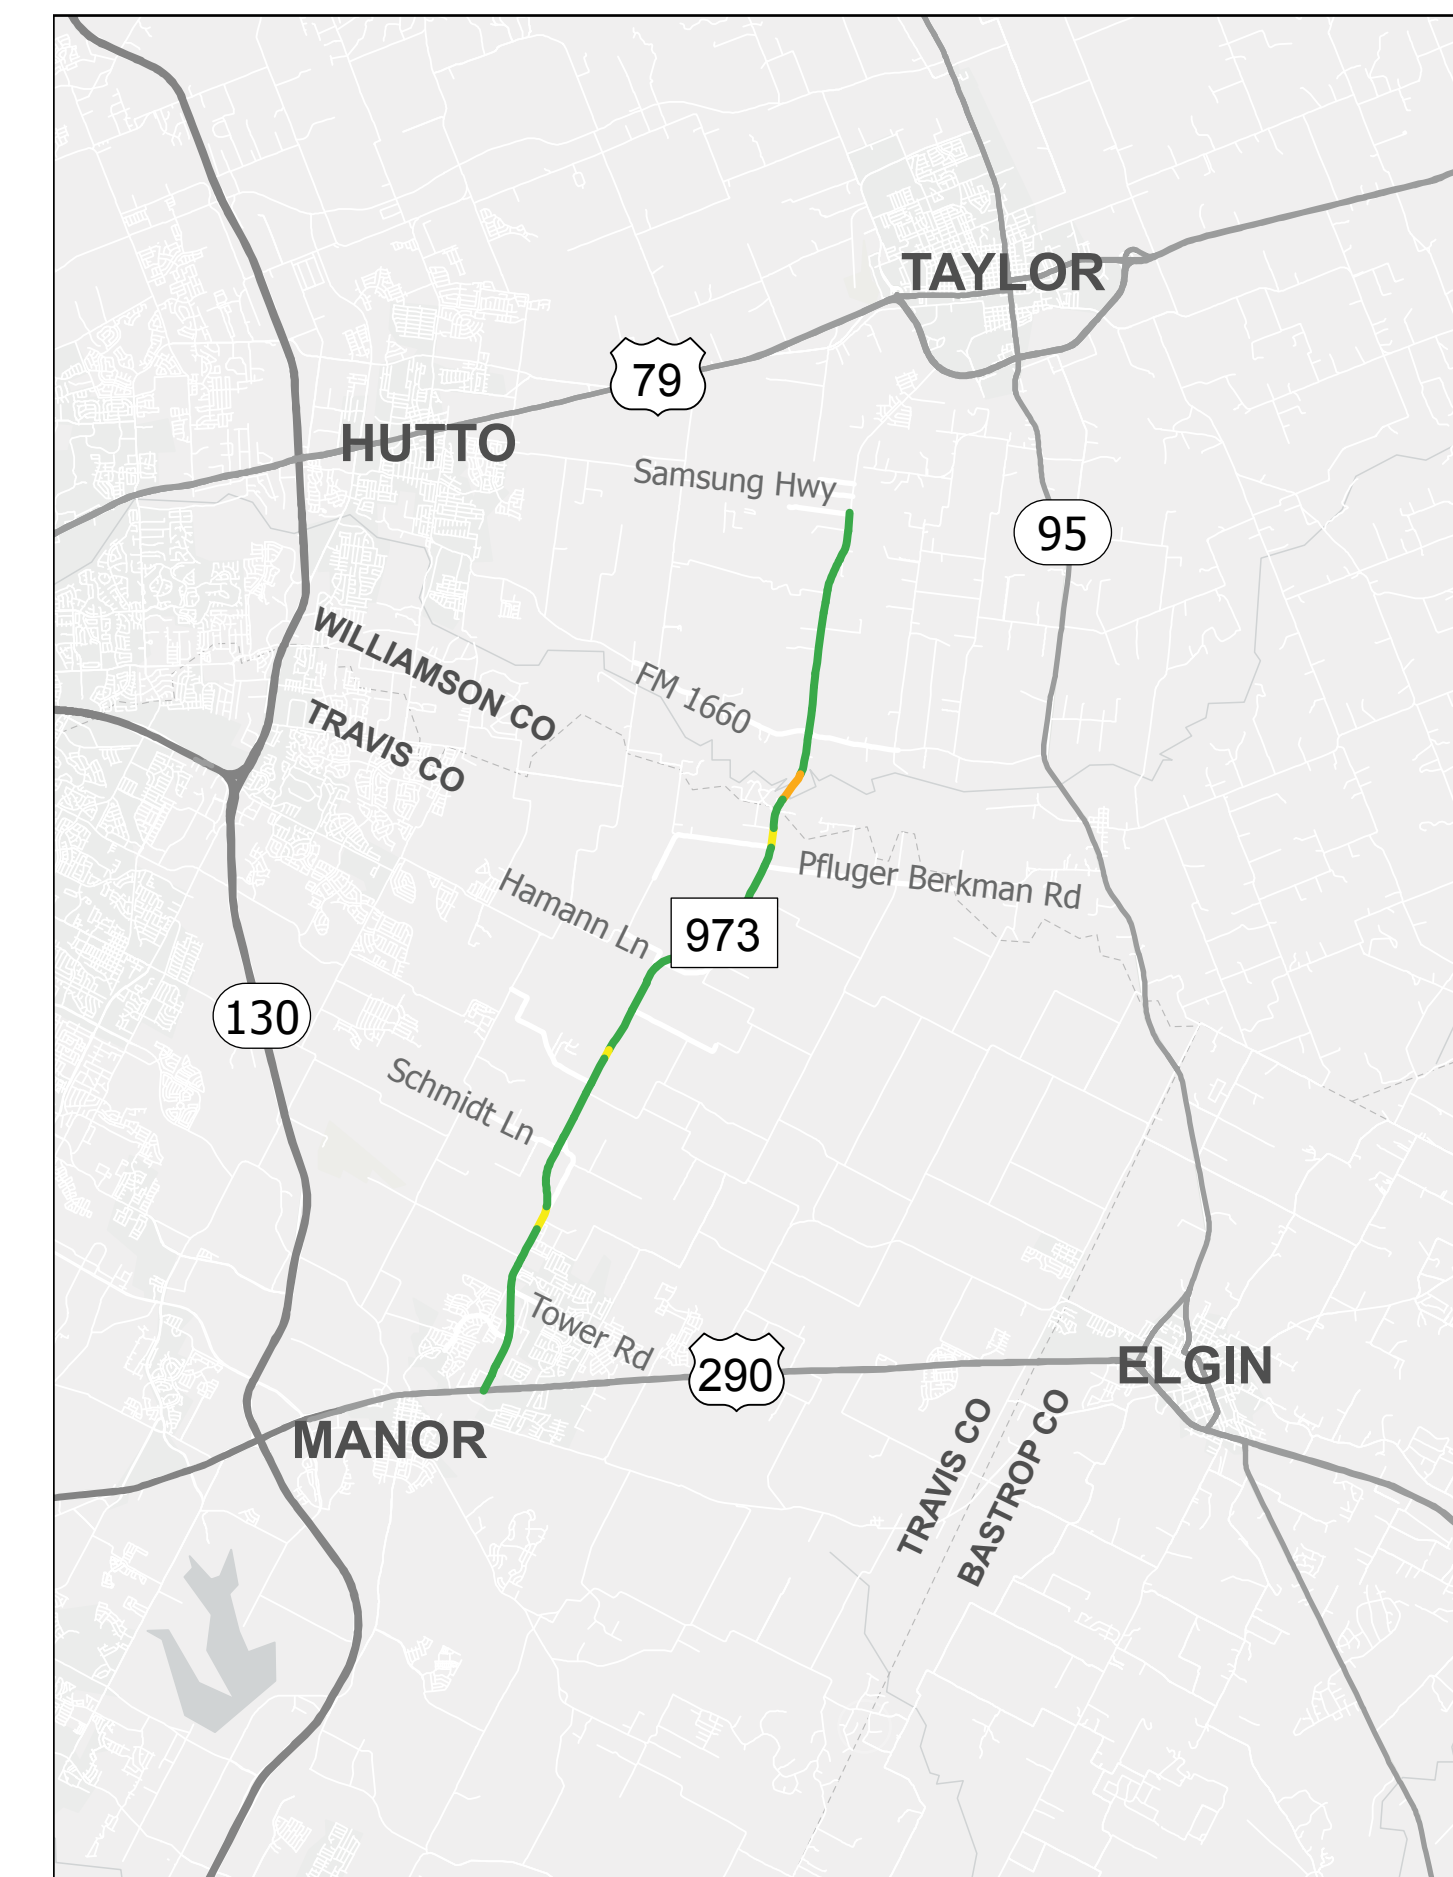 TAYLOR
79
HUTTO
Samsung Hwy
95
WILLIAMSON CO
TRAVIS CO
FM 1660
Pfluger Berkman Rd
Hamann Ln
973
130
Schmidt Ln
Tower Rd
290
ELGIN
MANOR
TRAVIS CO
BASTROP CO